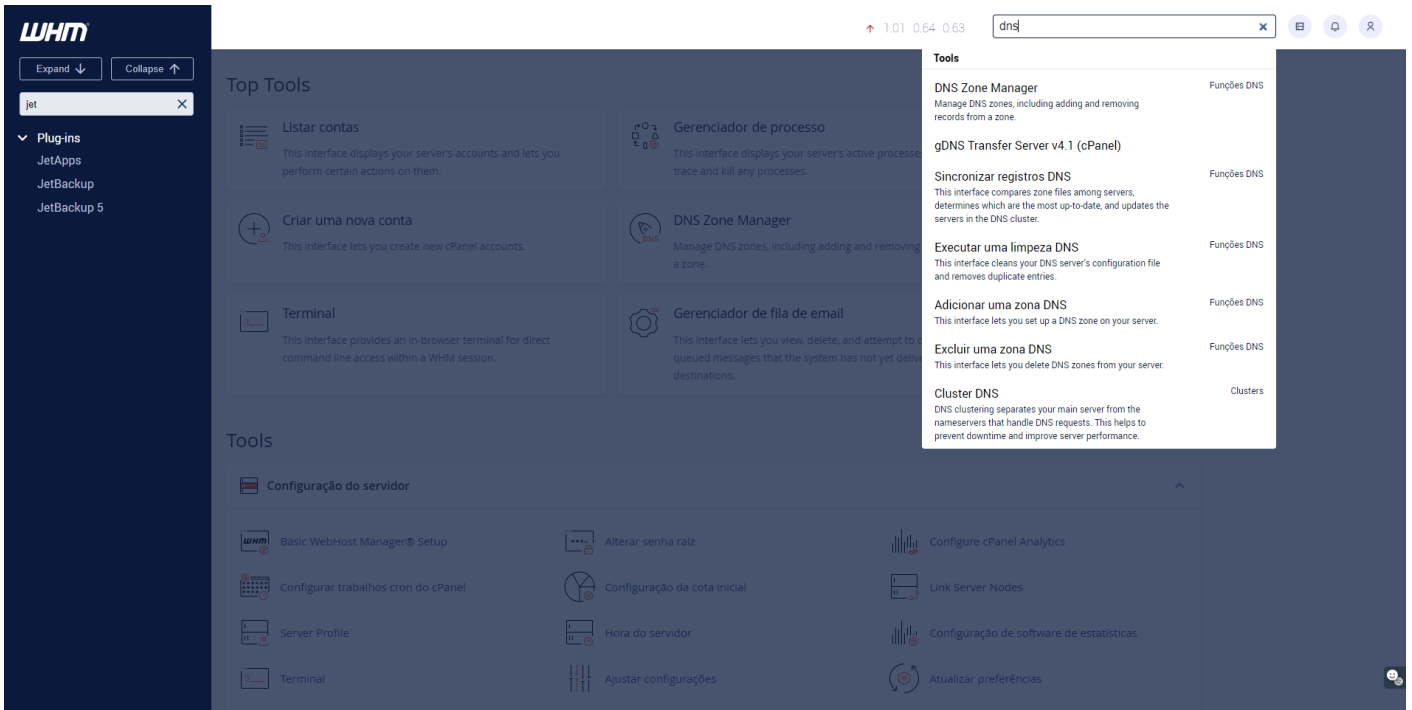 WHM
1.01 0.64 0.63
dns
Expand
Collapse
jet
Plug-ins
JetApps
JetBackup
JetBackup 5
Top Tools
Listar contas
This interface displays your server's accounts and lets you
perform certain actions on them.
Gerenciador de processo
This interface displays your server's active processe
trace and kill any processes.
Criar uma nova conta
This interface lets you create new cPanel accounts.
DNS
DNS Zone Manager
Manage DNS zones, including adding and removing
a zone.
Terminal
This interface provides an in-browser terminal for direct
command line access within a WHM session.
Gerenciador de fila de email
This interface lets you view, delete, and attempt to
queued messages that the system has not yet delive
destinations.
Tools
DNS Zone Manager
Funções DNS
Manage DNS zones, including adding and removing
records from a zone.
gDNS Transfer Server v4.1 (cPanel)
Sincronizar registros DNS
Funções DNS
This interface compares zone files among servers,
determines which are the most up-to-date, and updates the
servers in the DNS cluster.
Executar uma limpeza DNS
Funções DNS
This interface cleans your DNS server's configuration file
and removes duplicate entries.
Adicionar uma zona DNS
Funções DNS
This interface lets you set up a DNS zone on your server.
Excluir uma zona DNS
Funções DNS
This interface lets you delete DNS zones from your server.
Cluster DNS
Clusters
DNS clustering separates your main server from the
nameservers that handle DNS requests. This helps to
prevent downtime and improve server performance.
Tools
Configuração do servidor
WHM
Basic WebHost Manager® Setup
Alterar senha raiz
Configure cPanel Analytics
Configurar trabalhos cron do cPanel
Configuração da cota inicial
Link Server Nodes
Server Profile
Hora do servidor
Configuração de software de estatísticas
Terminal
Ajustar configurações
Atualizar preferências